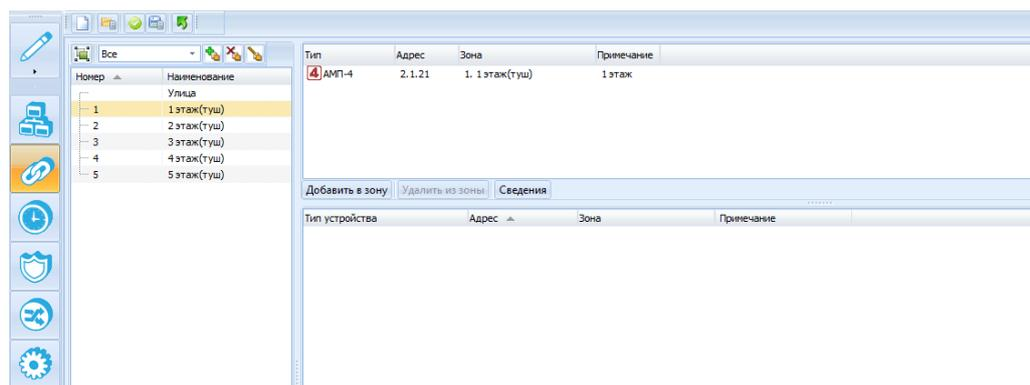 Все
Номер Наименование
Улица
1 1 этаж(туш)
2 2 этаж(туш)
3 3 этаж(туш)
4 4 этаж(туш)
5 5 этаж(туш)
Тип Адрес Зона Примечание
4 АМП-4 2.1.21 1. 1 этаж(туш) 1 этаж
Добавить в зону Удалить из зоны Сведения
Тип устройства Адрес Зона Примечание